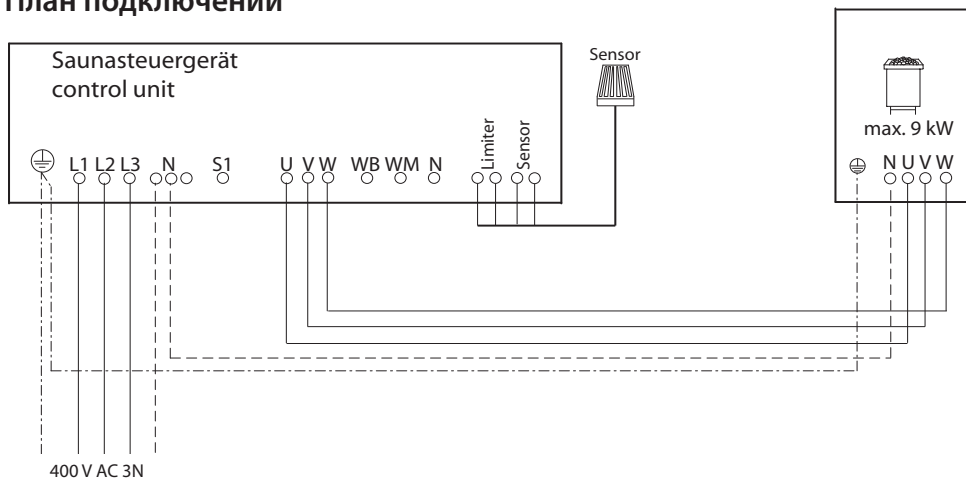 План подключений
Saunasteuergerät
control unit
Sensor
L1 L2 L3 N S1 U V W WB WM N Limiter Sensor
max. 9 kW
N U V W
400 V AC 3N